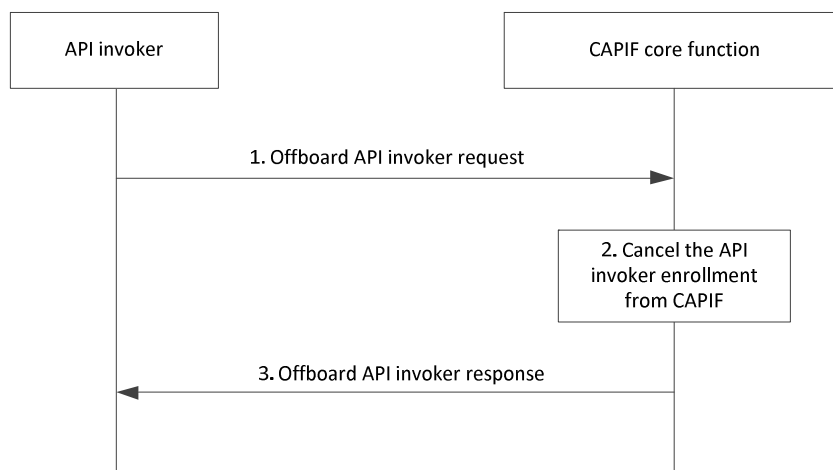 API invoker
CAPIF core function
1. Offboard API invoker request
2. Cancel the API
invoker enrollment
from CAPIF
3. Offboard API invoker response